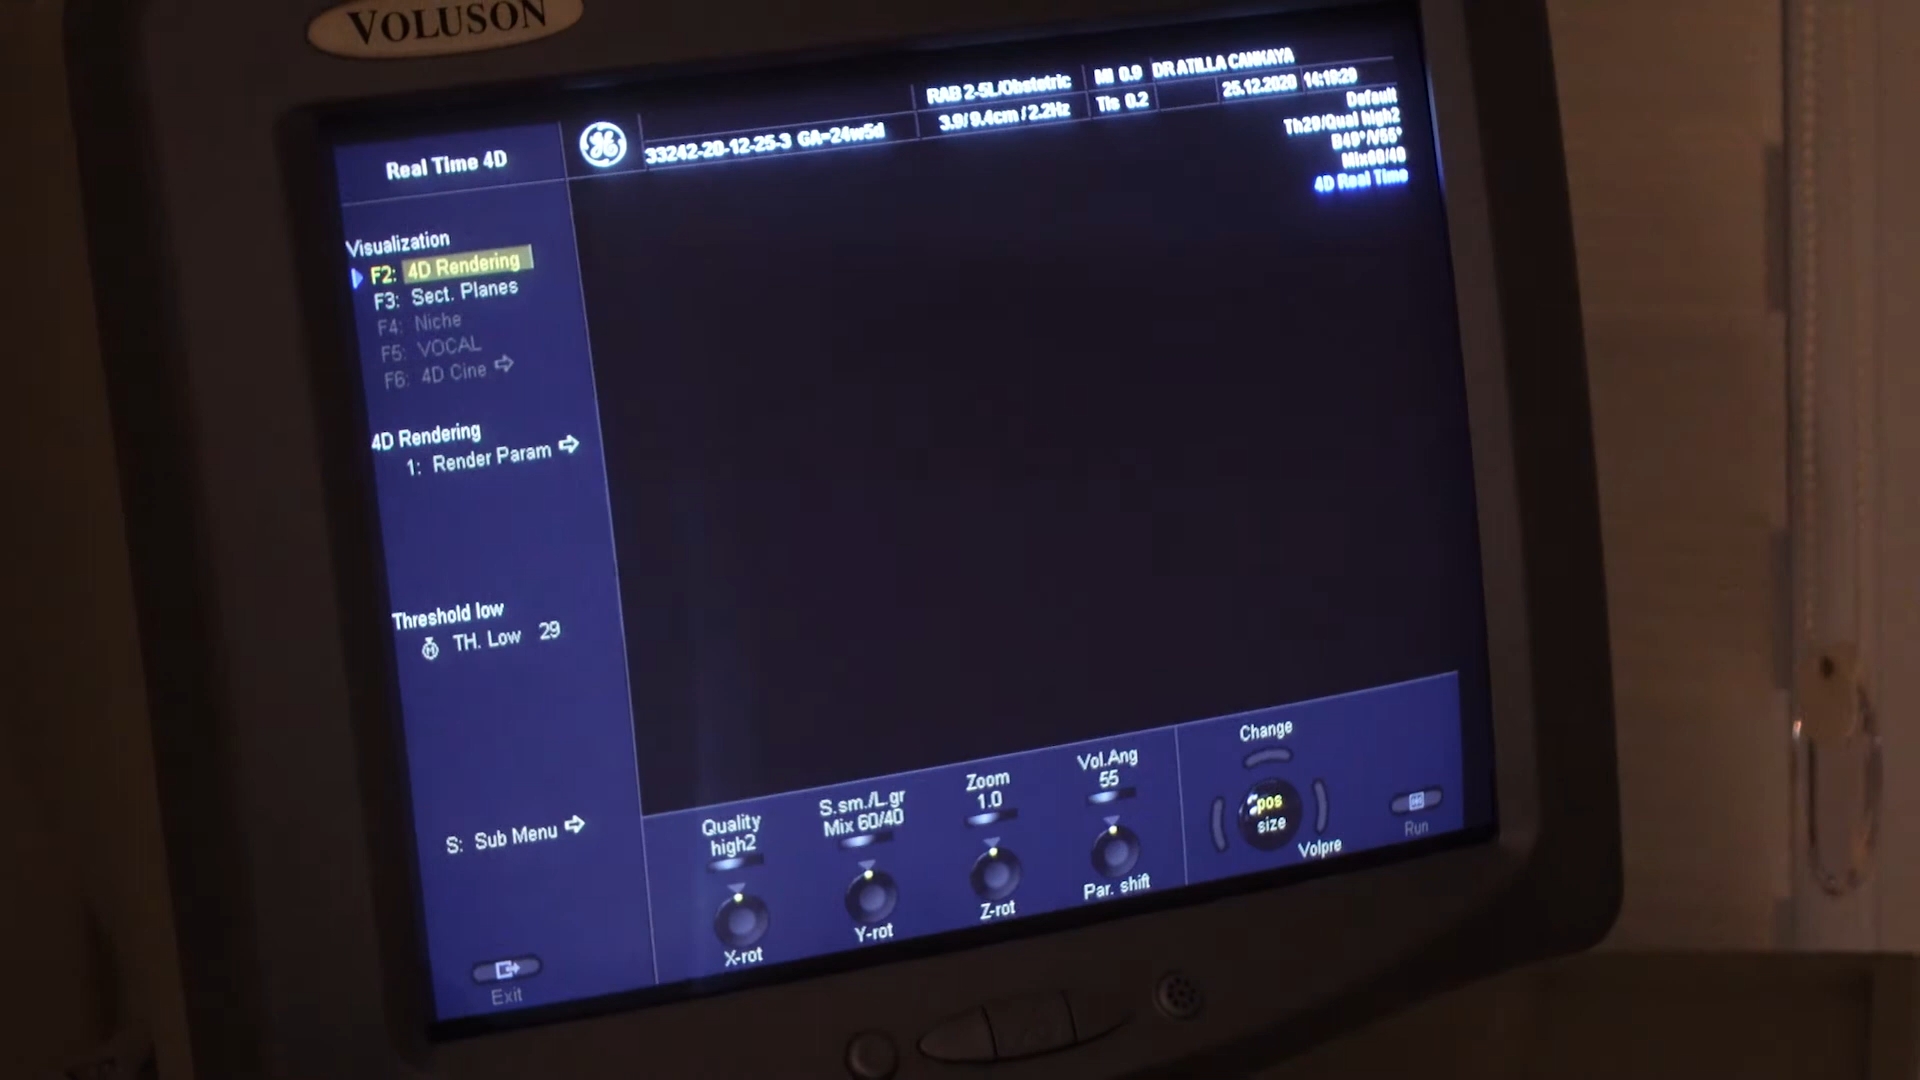 VOLUSON
Real Time 4D
33242-20-12-25-3 GA=24w5d
RAB 2-5L/Obstetric
3.9/9.4cm / 2.2Hz
MI 0.9
TIs 0.2
DR ATILLA CANKAYA
25.12.2020 14:19:29
Default
Th29/Qual high2
B49°/V55°
Mix60/40
4D Real Time
Visualization
F2: 4D Rendering
F3: Sect. Planes
F4: Niche
F5: VOCAL
F6: 4D Cine
4D Rendering
1: Render Param
Threshold low
TH. Low 29
S: Sub Menu
Exit
Quality
high2
X-rot
S.sm./L.gr
Mix 60/40
Y-rot
Zoom
1.0
Z-rot
Vol.Ang
55
Par. shift
Change
pos
size
Volpre
Run